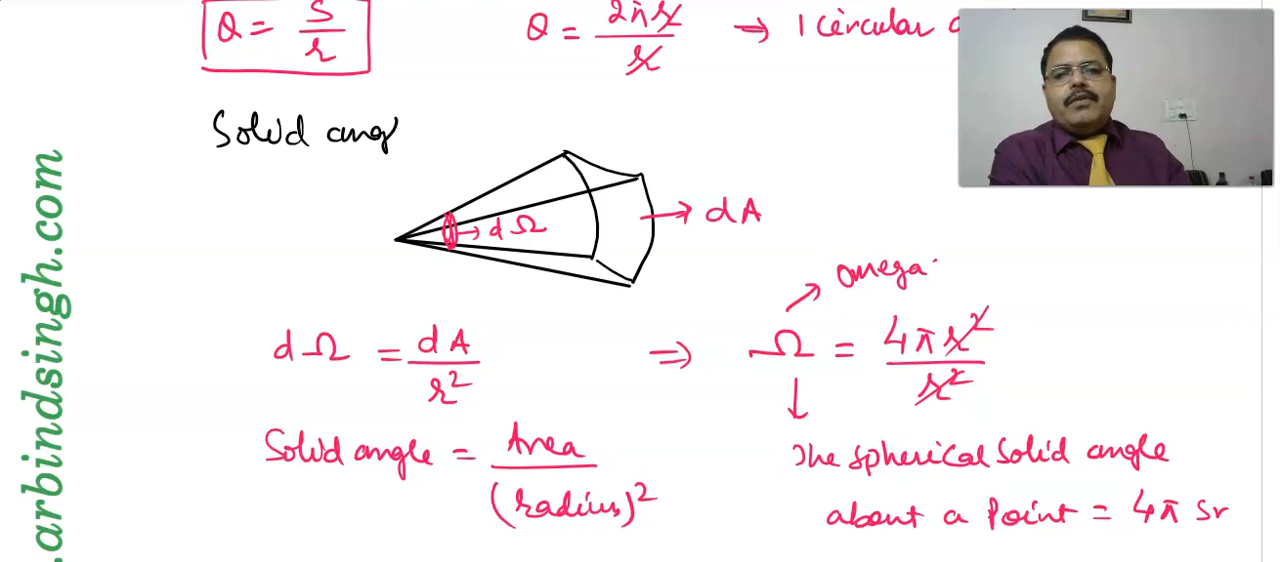 θ = S/r
θ = 2πr/r → 1 circular
Solid ang
dΩ
→ dA
Omega
dΩ = dA/r² ⇒ Ω = 4πr²/r²
Solid angle = Area/(radius)²
The spherical solid angle
about a point = 4π Sr
.arbindsingh.com